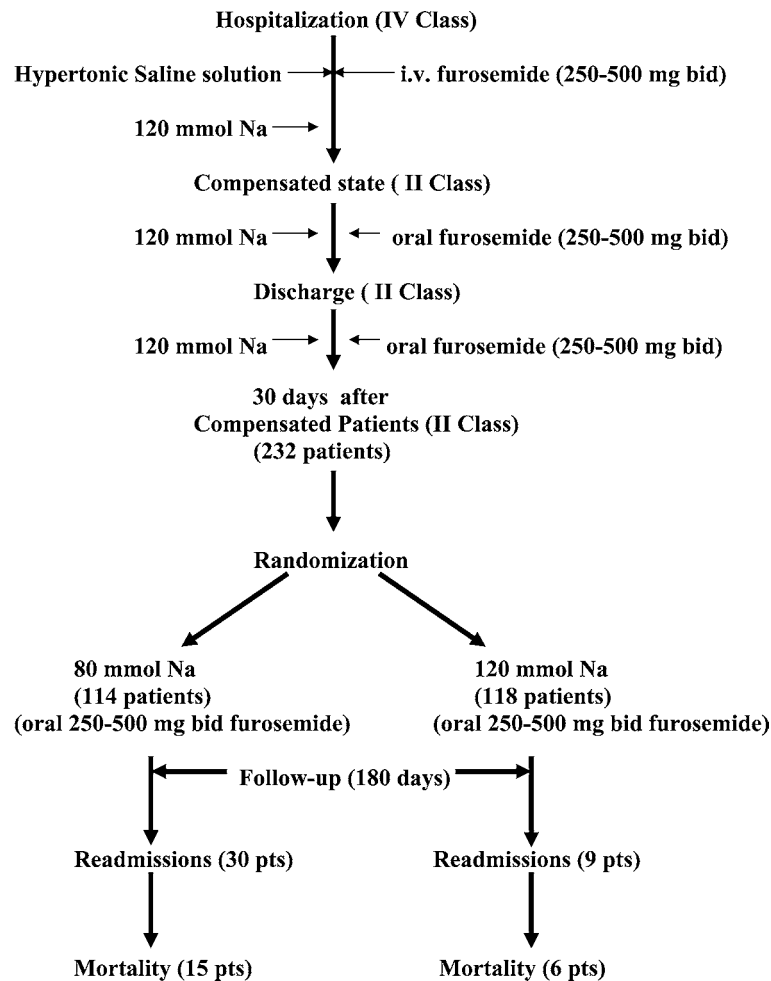 Hospitalization (IV Class)
Hypertonic Saline solution
i.v. furosemide (250-500 mg bid)
120 mmol Na
Compensated state ( II Class)
120 mmol Na
oral furosemide (250-500 mg bid)
Discharge ( II Class)
120 mmol Na
oral furosemide (250-500 mg bid)
30 days after
Compensated Patients (II Class)
(232 patients)
Randomization
80 mmol Na
(114 patients)
(oral 250-500 mg bid furosemide)
120 mmol Na
(118 patients)
(oral 250-500 mg bid furosemide)
Follow-up (180 days)
Readmissions (30 pts)
Readmissions (9 pts)
Mortality (15 pts)
Mortality (6 pts)